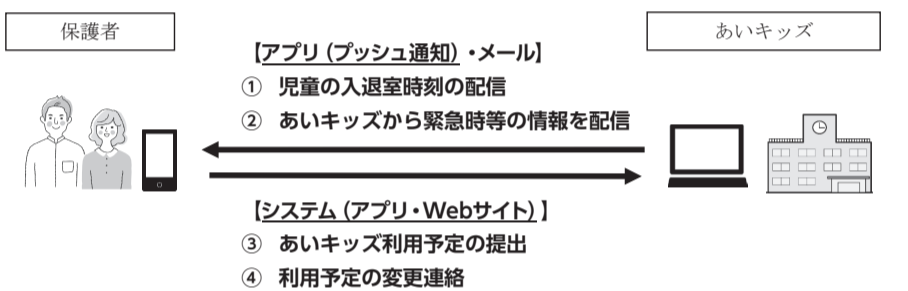 保護者
あいキッズ
【アプリ（プッシュ通知）・メール】
① 児童の入退室時刻の配信
② あいキッズから緊急時等の情報を配信
【システム（アプリ・Webサイト）】
③ あいキッズ利用予定の提出
④ 利用予定の変更連絡